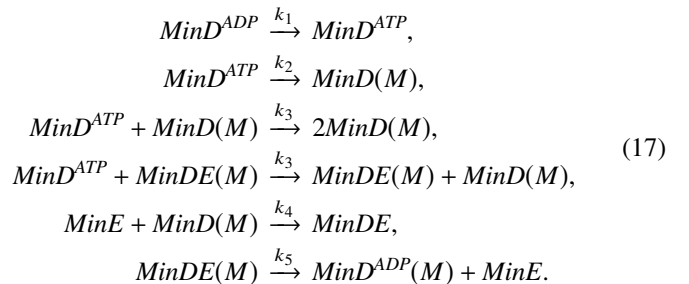 MinD^{ADP} \xrightarrow{k_1} MinD^{ATP},
MinD^{ATP} \xrightarrow{k_2} MinD(M),
MinD^{ATP} + MinD(M) \xrightarrow{k_3} 2MinD(M),
MinD^{ATP} + MinDE(M) \xrightarrow{k_3} MinDE(M) + MinD(M), (17)
MinE + MinD(M) \xrightarrow{k_4} MinDE,
MinDE(M) \xrightarrow{k_5} MinD^{ADP}(M) + MinE.